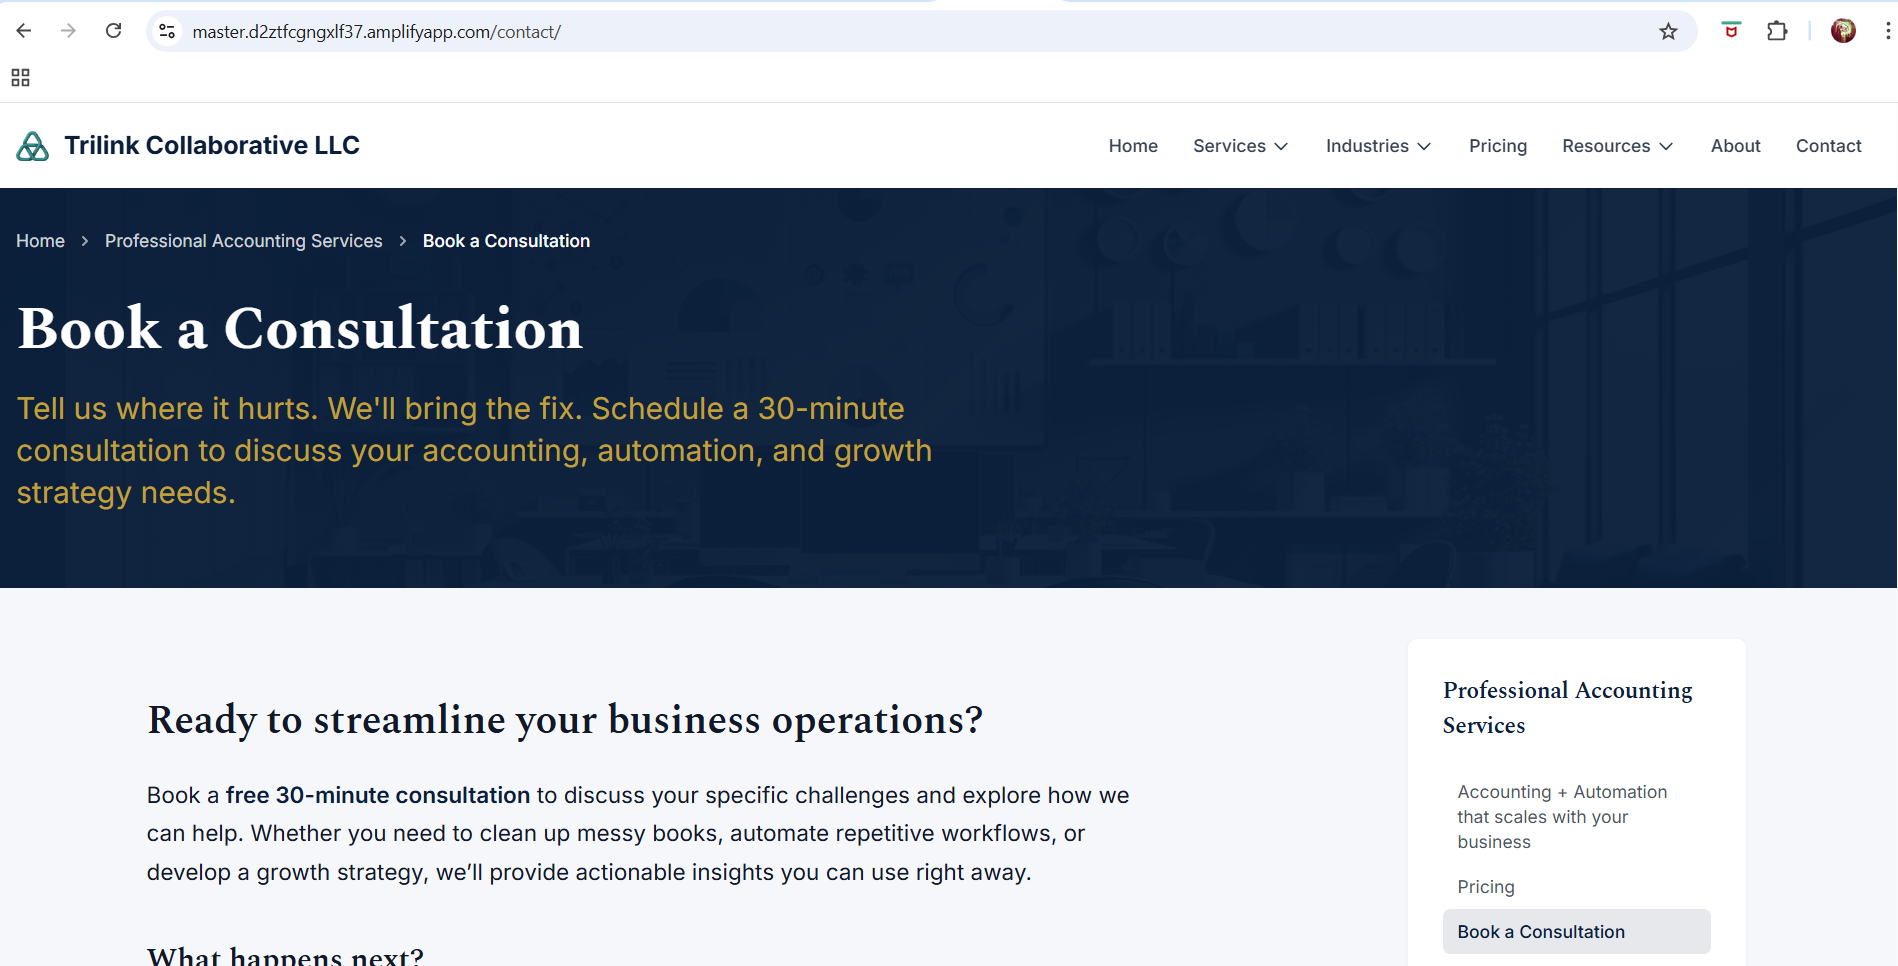 master.d2ztfcgngxlf37.amplifyapp.com/contact/
Trilink Collaborative LLC
Home Services Industries Pricing Resources About Contact
Home > Professional Accounting Services > Book a Consultation
Book a Consultation
Tell us where it hurts. We'll bring the fix. Schedule a 30-minute
consultation to discuss your accounting, automation, and growth
strategy needs.
Ready to streamline your business operations?
Book a free 30-minute consultation to discuss your specific challenges and explore how we
can help. Whether you need to clean up messy books, automate repetitive workflows, or
develop a growth strategy, we’ll provide actionable insights you can use right away.
What happens next?
Professional Accounting
Services
Accounting + Automation
that scales with your
business
Pricing
Book a Consultation